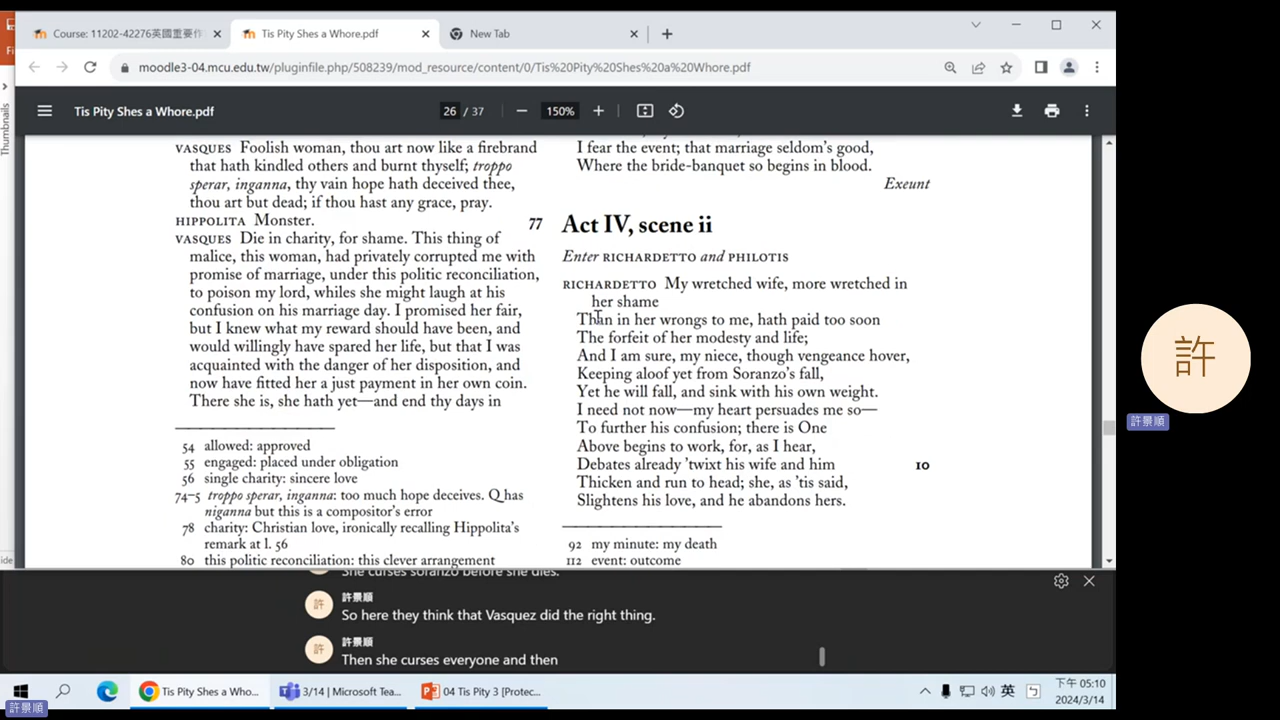 Course: 11202-42276英國重要作
Tis Pity Shes a Whore.pdf
New Tab
moodle3-04.mcu.edu.tw/pluginfile.php/508239/mod_resource/content/0/Tis%20Pity%20Shes%20a%20Whore.pdf
Tis Pity Shes a Whore.pdf
26 / 37
150%
Thumbnails
VASQUES Foolish woman, thou art now like a firebrand
that hath kindled others and burnt thyself; troppo
sperar, inganna, thy vain hope hath deceived thee,
thou art but dead; if thou hast any grace, pray.
HIPPOLITA Monster.
77
VASQUES Die in charity, for shame. This thing of
malice, this woman, had privately corrupted me with
promise of marriage, under this politic reconciliation,
to poison my lord, whiles she might laugh at his
confusion on his marriage day. I promised her fair,
but I knew what my reward should have been, and
would willingly have spared her life, but that I was
acquainted with the danger of her disposition, and
now have fitted her a just payment in her own coin.
There she is, she hath yet—and end thy days in
54 allowed: approved
55 engaged: placed under obligation
56 single charity: sincere love
74–5 troppo sperar, inganna: too much hope deceives. Q has
niganna but this is a compositor's error
78 charity: Christian love, ironically recalling Hippolita's
remark at l. 56
80 this politic reconciliation: this clever arrangement
I fear the event; that marriage seldom's good,
Where the bride-banquet so begins in blood.
Exeunt
Act IV, scene ii
Enter RICHARDETTO and PHILOTIS
RICHARDETTO My wretched wife, more wretched in
her shame
Than in her wrongs to me, hath paid too soon
The forfeit of her modesty and life;
And I am sure, my niece, though vengeance hover,
Keeping aloof yet from Soranzo's fall,
Yet he will fall, and sink with his own weight.
I need not now—my heart persuades me so—
To further his confusion; there is One
Above begins to work, for, as I hear,
Debates already 'twixt his wife and him
10
Thicken and run to head; she, as 'tis said,
Slightens his love, and he abandons hers.
92 my minute: my death
112 event: outcome
She curses soranzo before she dies.
許
許景順
So here they think that Vasquez did the right thing.
許
許景順
Then she curses everyone and then
許
許景順
Tis Pity Shes a Who...
3/14 | Microsoft Tea...
04 Tis Pity 3 [Protec...
英
下午 05:10
2024/3/14
許景順